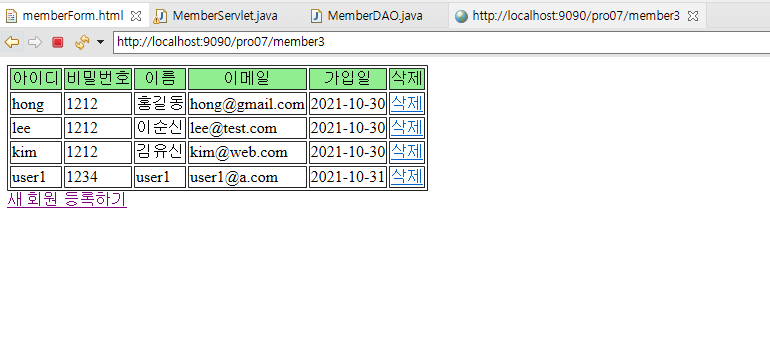 memberForm.html MemberServlet.java MemberDAO.java http://localhost:9090/pro07/member3
http://localhost:9090/pro07/member3
아이디 비밀번호 이름 이메일 가입일 삭제
hong 1212 홍길동 hong@gmail.com 2021-10-30 삭제
lee 1212 이순신 lee@test.com 2021-10-30 삭제
kim 1212 김유신 kim@web.com 2021-10-30 삭제
user1 1234 user1 user1@a.com 2021-10-31 삭제
새 회원 등록하기